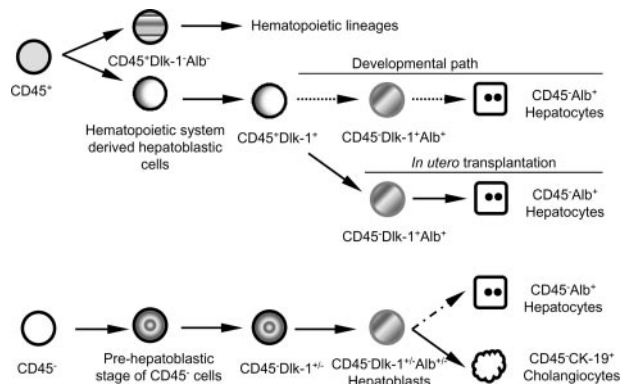 Hematopoietic lineages
CD45⁺Dlk-1⁻Alb⁻
CD45⁺
Developmental path
CD45⁻Alb⁺
Hepatocytes
Hematopoietic system
derived hepatoblastic
cells
CD45⁺Dlk-1⁺
CD45⁻Dlk-1⁺Alb⁺
In utero transplantation
CD45⁻Alb⁺
Hepatocytes
CD45⁻Dlk-1⁺Alb⁺
CD45⁻Alb⁺
Hepatocytes
CD45⁻
Pre-hepatoblastic
stage of CD45⁻ cells
CD45⁻Dlk-1⁺/⁻
CD45⁻Dlk-1⁺/⁻Alb⁺/⁻
Hepatoblasts
CD45⁻CK-19⁺
Cholangiocytes